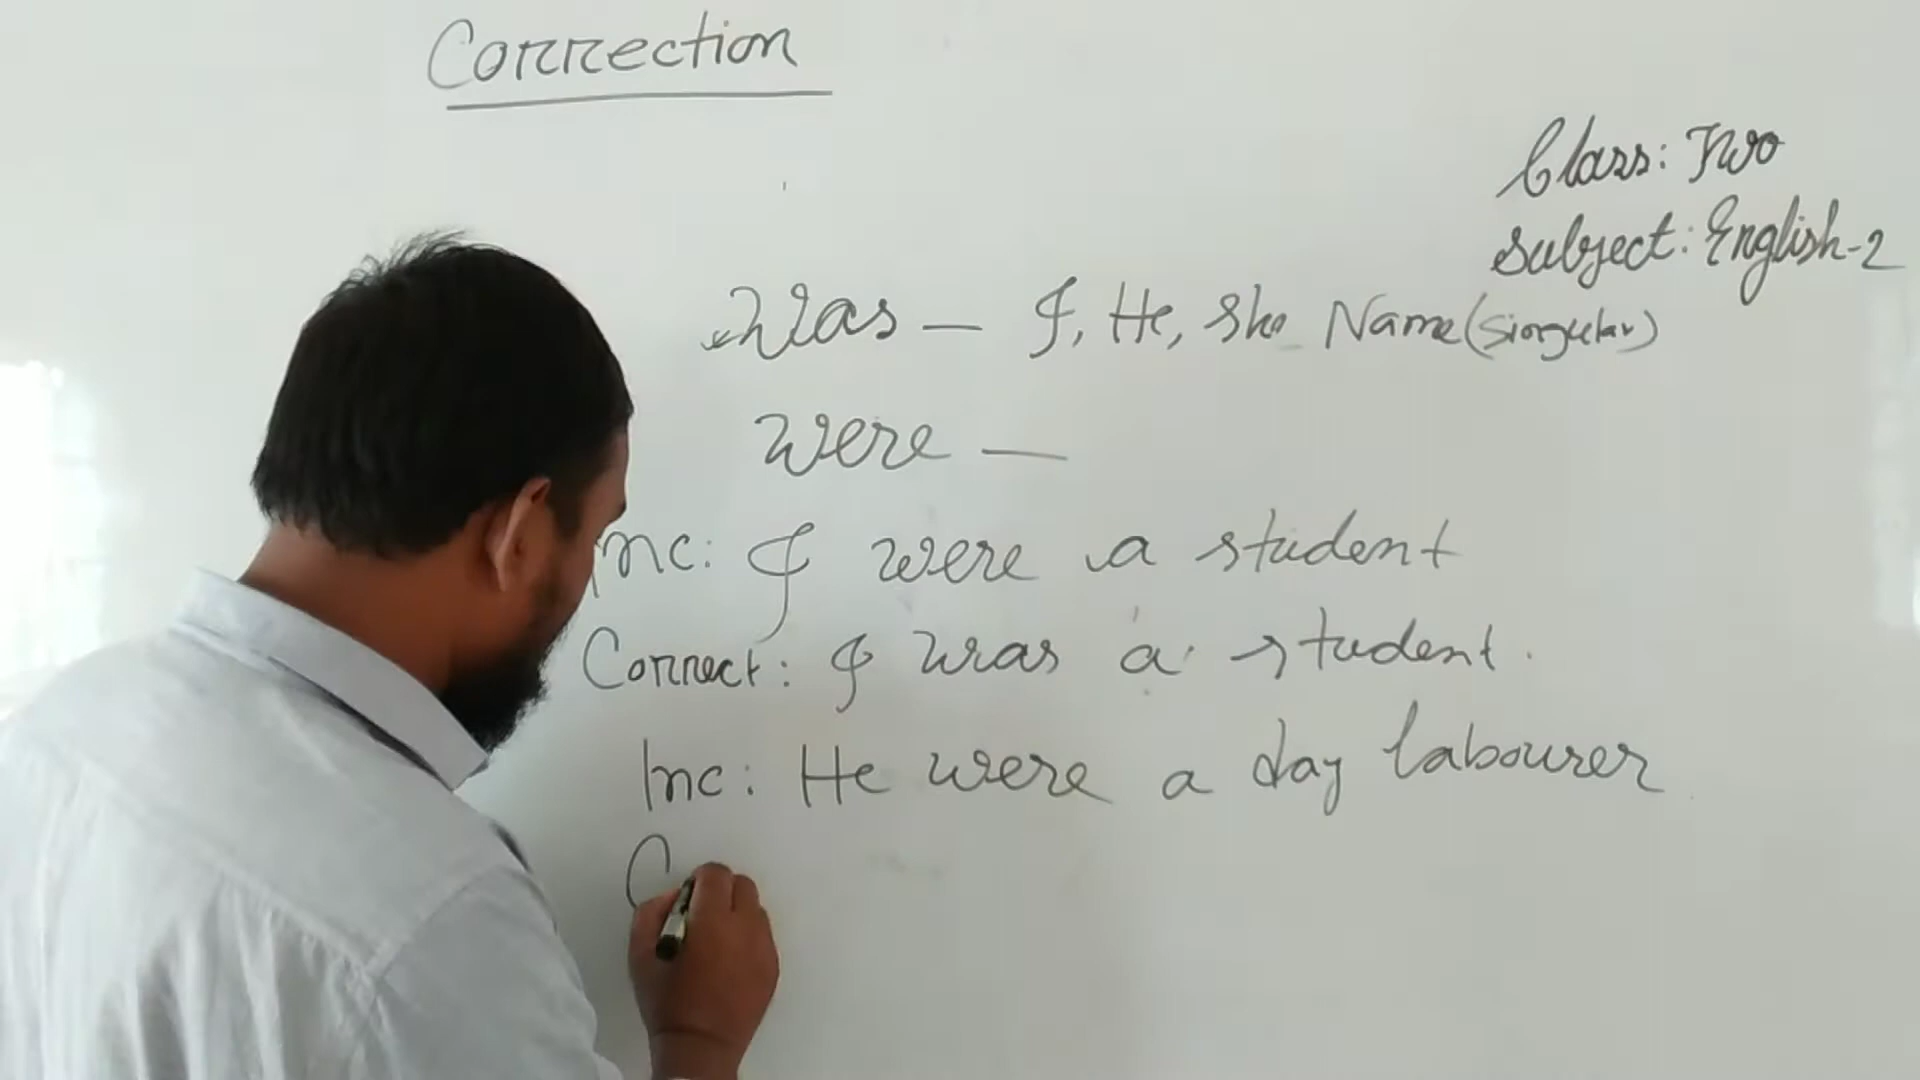 Correction
Class: Two
Subject: English-2
Was — I, He, She Name (Singular)
were —
Inc: I were a student
Correct: I was a student.
Inc: He were a day labourer
C